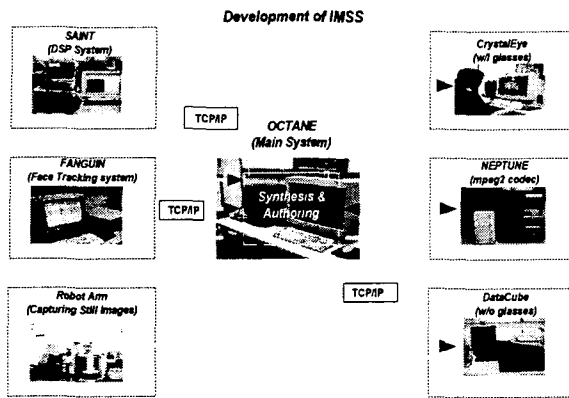 Development of IMSS
SAINT
(DSP System)
TCP/IP
OCTANE
(Main System)
CrystalEye
(w/l glasses)
FANGUIN
(Face Tracking system)
TCP/IP
Synthesis &
Authoring
NEPTUNE
(mpeg2 codec)
Robot Arm
(Capturing Still Images)
TCP/IP
DataCube
(w/o glasses)